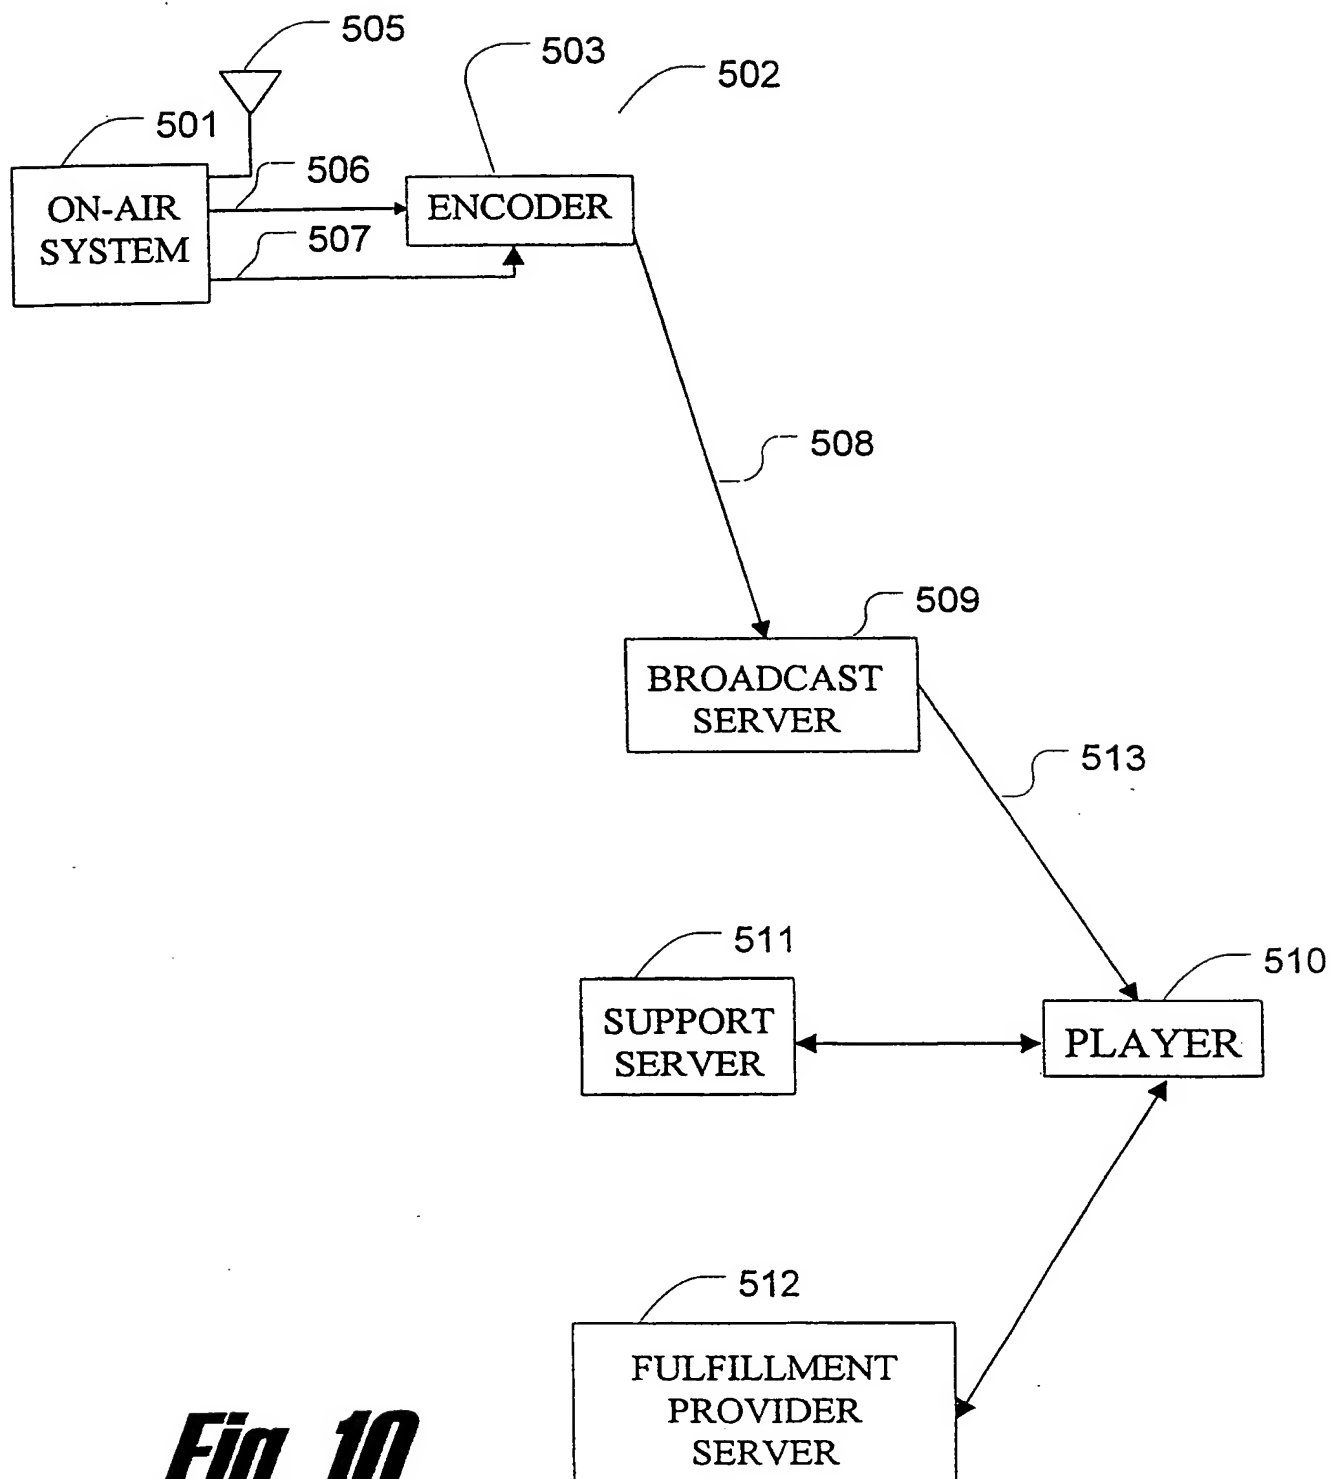 505
503
502
501
506
ON-AIR
SYSTEM
ENCODER
507
508
509
BROADCAST
SERVER
513
511
510
SUPPORT
SERVER
PLAYER
512
FULFILLMENT
PROVIDER
SERVER
Fig. 10